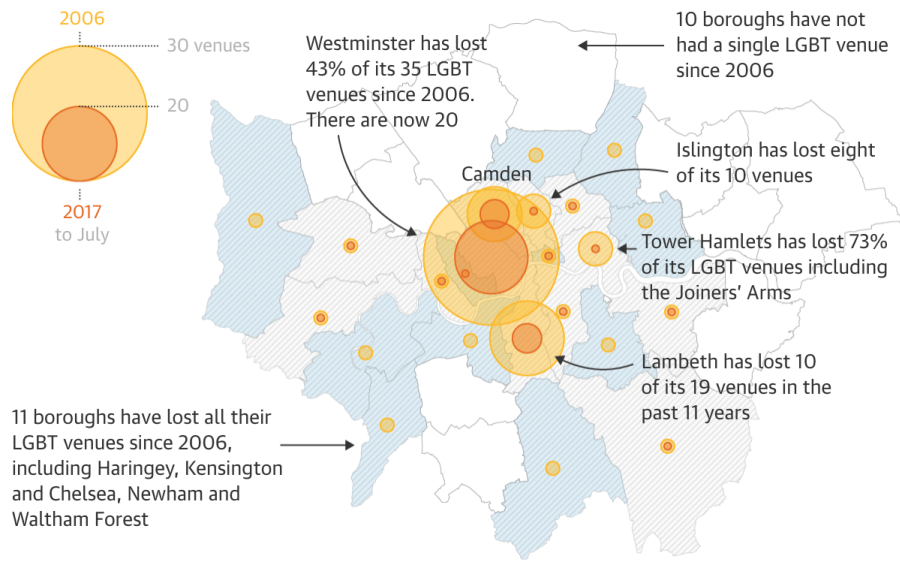 2006
30 venues
20
2017
to July
Westminster has lost
43% of its 35 LGBT
venues since 2006.
There are now 20
10 boroughs have not
had a single LGBT venue
since 2006
Camden
Islington has lost eight
of its 10 venues
Tower Hamlets has lost 73%
of its LGBT venues including
the Joiners’ Arms
Lambeth has lost 10
of its 19 venues in the
past 11 years
11 boroughs have lost all their
LGBT venues since 2006,
including Haringey, Kensington
and Chelsea, Newham and
Waltham Forest